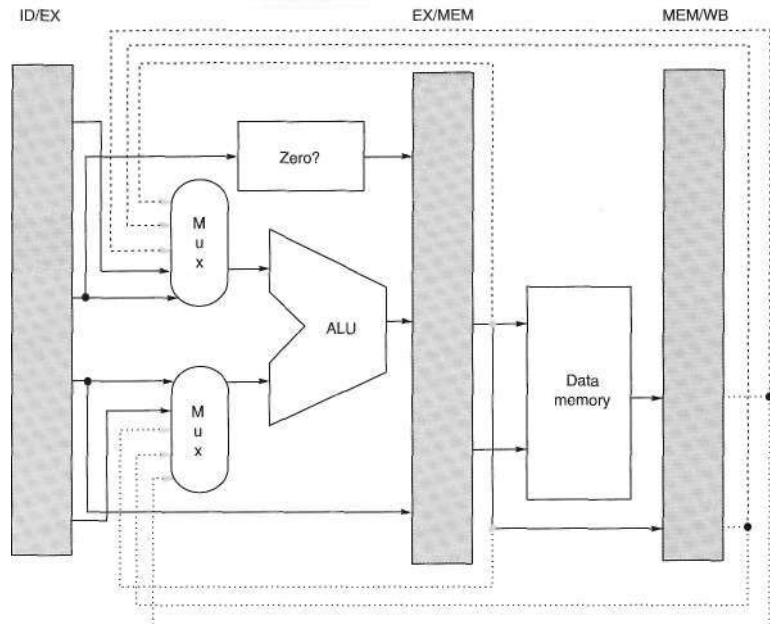 ID/EX
EX/MEM
MEM/WB
Zero?
M
u
x
ALU
Data
memory
M
u
x